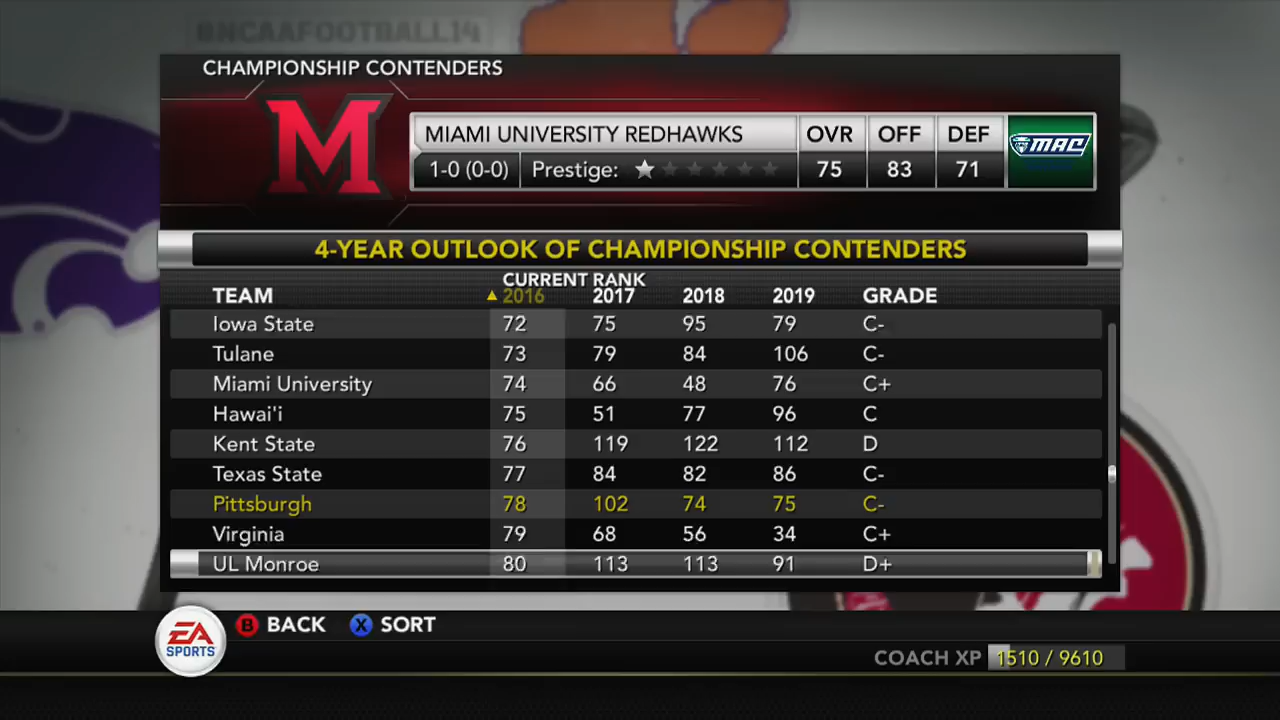 #NCAAFOOTBALL14
CHAMPIONSHIP CONTENDERS
M
MIAMI UNIVERSITY REDHAWKS OVR OFF DEF MAC
1-0 (0-0) Prestige: 75 83 71
4-YEAR OUTLOOK OF CHAMPIONSHIP CONTENDERS
CURRENT RANK
TEAM 2016 2017 2018 2019 GRADE
Iowa State 72 75 95 79 C-
Tulane 73 79 84 106 C-
Miami University 74 66 48 76 C+
Hawai'i 75 51 77 96 C
Kent State 76 119 122 112 D
Texas State 77 84 82 86 C-
Pittsburgh 78 102 74 75 C-
Virginia 79 68 56 34 C+
UL Monroe 80 113 113 91 D+
EA SPORTS B BACK X SORT
COACH XP 1510 / 9610